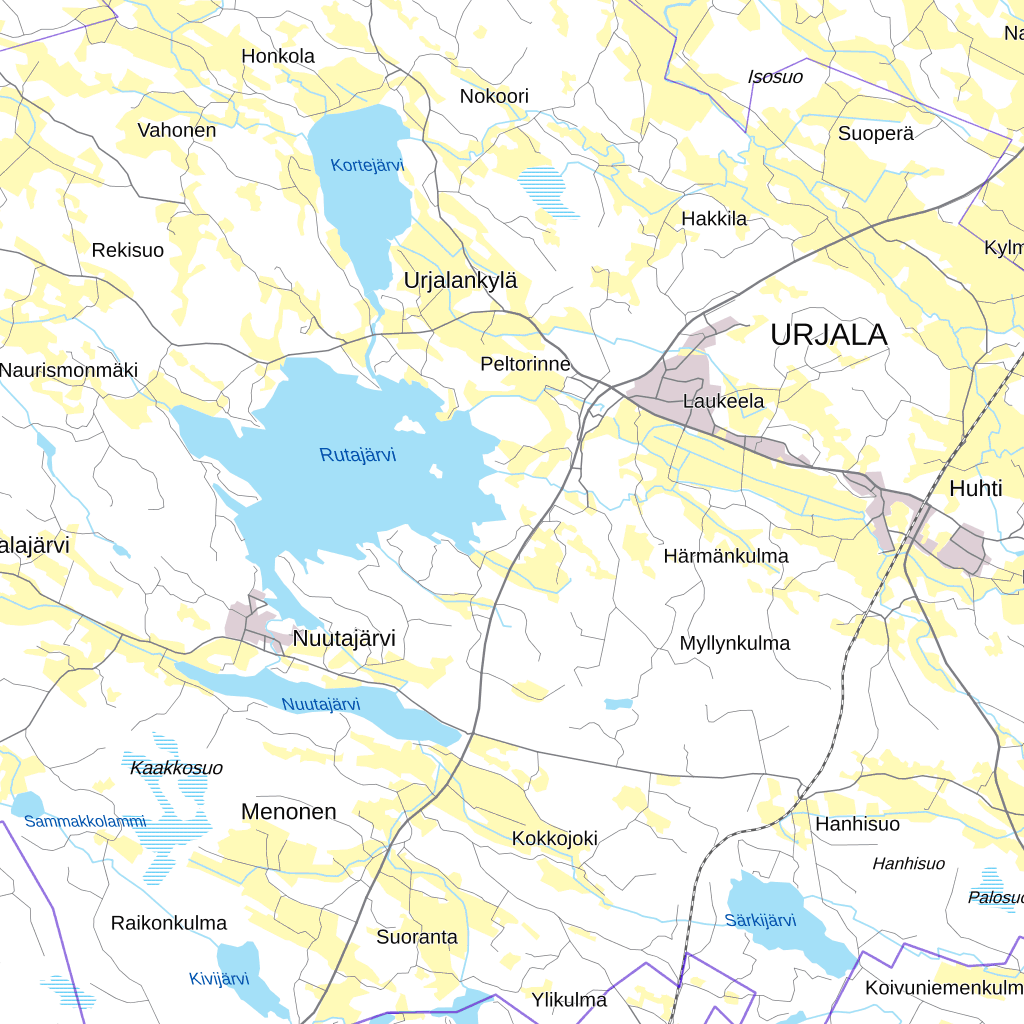 Honkola
Isosuo
Nokoori
Vahonen
Suoperä
Kortejärvi
Hakkila
Rekisuo
Urjalankylä
URJALA
Peltorinne
Naurismonmäki
Laukeela
Rutajärvi
Huhti
Härmänkulma
Nuutajärvi
Myllynkulma
Nuutajärvi
Kaakkosuo
Menonen
Sammakkolammi
Hanhisuo
Kokkojoki
Hanhisuo
Raikonkulma
Särkijärvi
Suoranta
Kivijärvi
Ylikulma